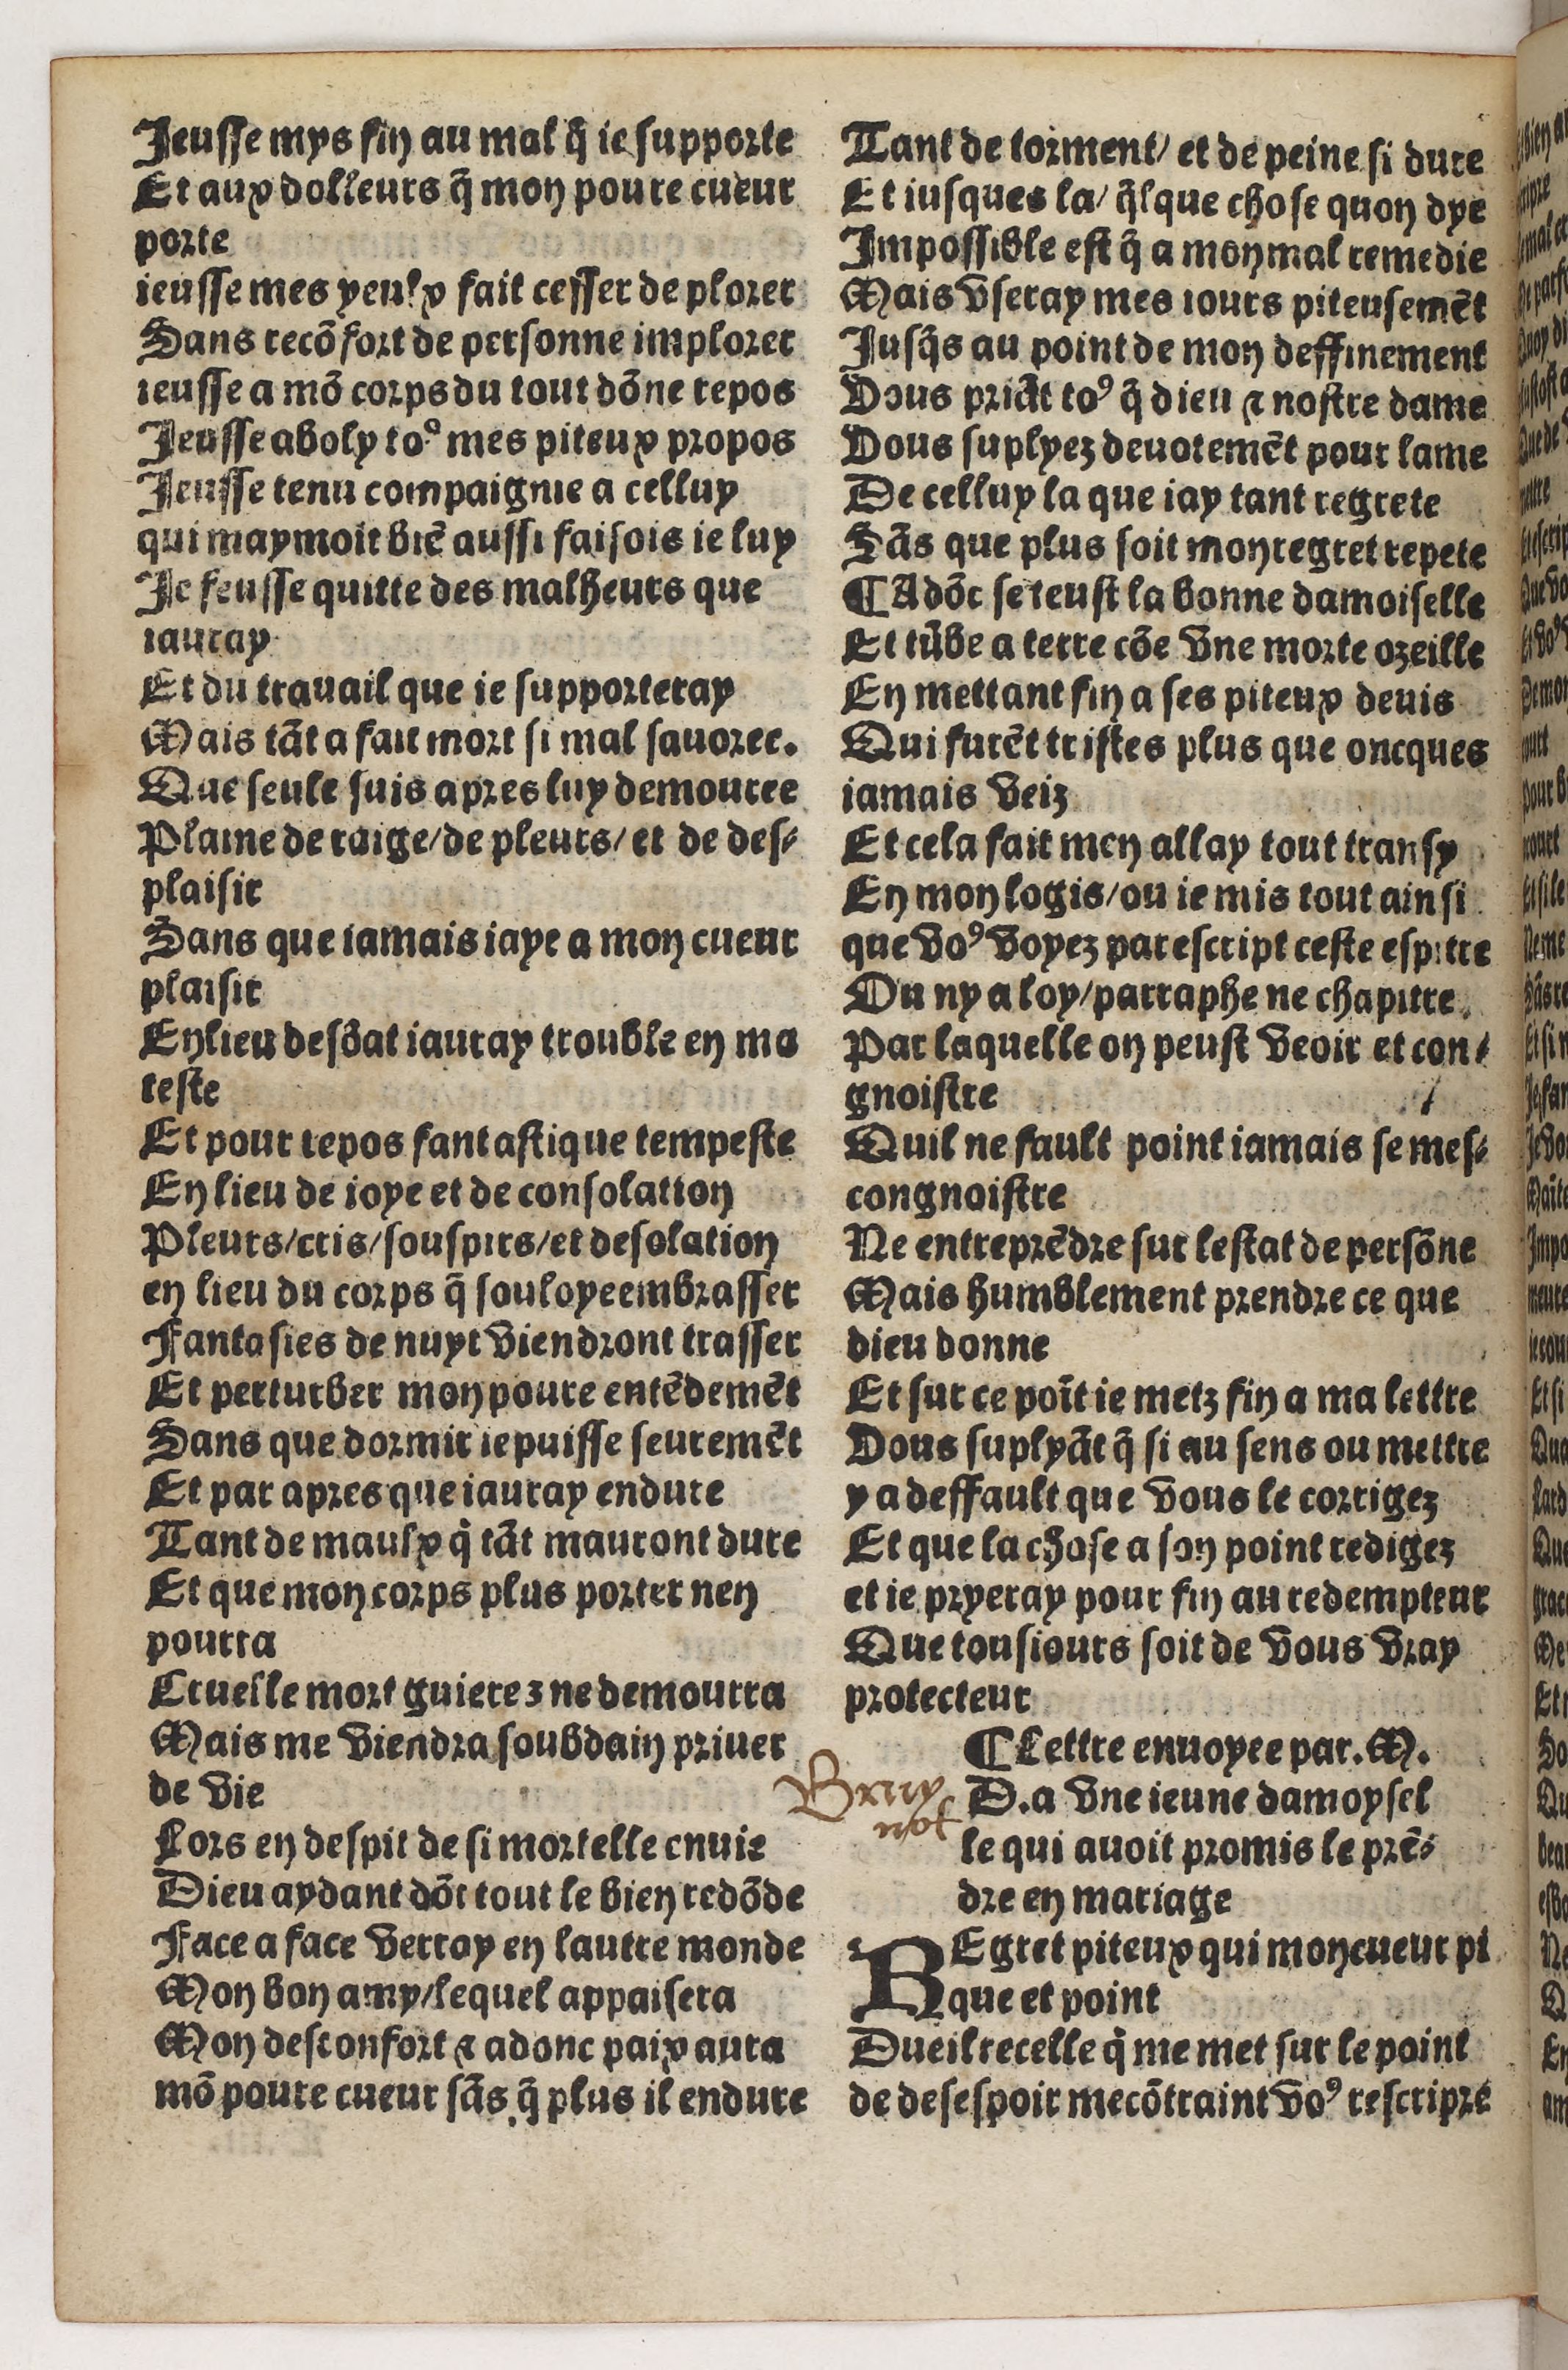 Jeusse mys fin au mal q̃ ie supporte
Et aux dolleurs q̃ mon poure cueur
porte
ieusse mes yeulx fait cesser de plorer
Sans recõfort de personne implorer
ieusse a mõ corps du tout dõne repos
Jeusse aboly toꝰ mes piteux propos
Jeusse tenu compaignie a celluy
qui maymoit biẽ aussi faisois ie luy
Je feusse quitte des malheurs que
iauray
Et du trauail que ie supporteray
Mais tãt a fait mort si mal sauoree.
Que seule suis apres luy demouree
Plaine de raige/de pleurs/et de des⸗
plaisir
Sans que iamais iaye a mon cueur
plaisir
En lieu desbat iauray trouble en ma
teste
Et pour repos fantastique tempeste
En lieu de ioye et de consolation
Pleurs/cris/souspirs/et desolation
en lieu du corps q̃ souloye embrasser
Fantasies de nuyt viendront trasser
Et perturber mon poure entẽdemẽt
Sans que dormir ie puisse seuremẽt
Et par apres que iauray endure
Tant de maulx q̃ tãt mauront dure
Et que mon corps plus porter nen
pourra
Cruelle mort guierez ne demourra
Mais me viendra soubdain priuer
de vie
Lors en despit de si mortelle enuie
Dieu aydant dõt tout le bien redõde
Face a face verray en lautre monde
Mon bon amy/lequel appaisera
Mon desconfort ⁊ adonc paix aura
mõ poure cueur sãs q̃ plus il endure
Tant de torment/ et de peine si dure
Et iusques la/ q̃lque chose quon dye
Impossible est q̃ a mon mal remedie
Mais vseray mes iours piteusemẽt
Jusq̃s au point de mon deffinement
Vous priãt toꝰ q̃ dieu ⁊ nostre dame
Vous suplyez deuotemẽt pour lame
De celluy la que iay tant regrete
Sãs que plus soit mon regret repete
¶ Adõc se teust la bonne damoiselle
Et tũbe a terre cõe vne morte ozeille
En mettant fin a ses piteux deuis
Qui furẽt tristes plus que oncques
iamais veiz
Et cela fait men allay tout transy
En mon logis/ou ie mis tout ainsi
que voꝰ voyez par escript ceste espitre
Ou ny a loy/parraphe ne chapitre.
Par laquelle on peust veoir et con⸗
gnoistre
Quil ne fault point iamais se mes⸗
congnoistre
Ne entreprẽdre sur lestat de persõne
Mais humblement prendre ce que
dieu donne
Et sur ce poĩt ie metz fin a ma lettre
Vous suplyãt q̃ si au sens ou mettre
y a deffault que vous le corrigez
Et que la chose a son point redigez
et ie pryeray pour fin au redempteur
Que tousiours soit de vous vray
protecteur
¶ Lettre enuoyee par. M.
D. a vne ieune damoysel
le qui auoit promis le prẽ⸗
dre en mariage
REgret piteux qui mon cueur pi
que et point
Dueil recelle q̃ me met sur le point
de desespoir me cõtraint voꝰ rescripre